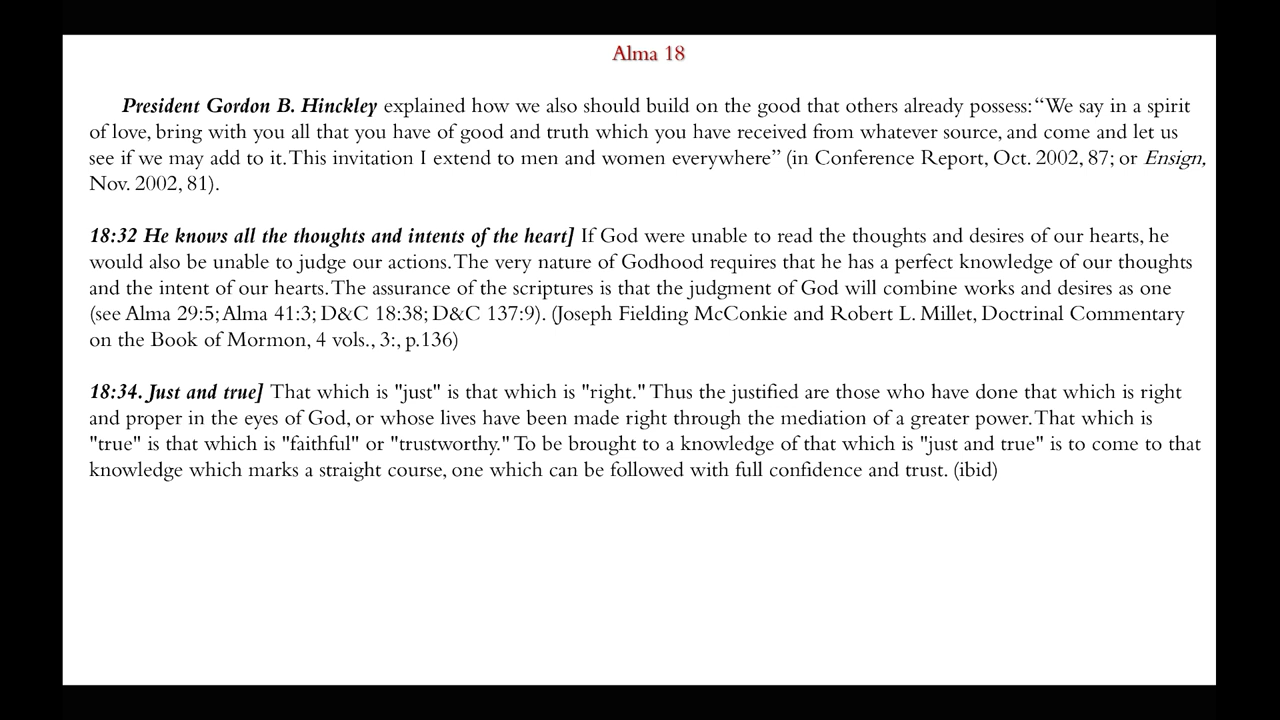 Alma 18
President Gordon B. Hinckley explained how we also should build on the good that others already possess: “We say in a spirit
of love, bring with you all that you have of good and truth which you have received from whatever source, and come and let us
see if we may add to it. This invitation I extend to men and women everywhere” (in Conference Report, Oct. 2002, 87; or Ensign,
Nov. 2002, 81).
18:32 He knows all the thoughts and intents of the heart] If God were unable to read the thoughts and desires of our hearts, he
would also be unable to judge our actions. The very nature of Godhood requires that he has a perfect knowledge of our thoughts
and the intent of our hearts. The assurance of the scriptures is that the judgment of God will combine works and desires as one
(see Alma 29:5; Alma 41:3; D&C 18:38; D&C 137:9). (Joseph Fielding McConkie and Robert L. Millet, Doctrinal Commentary
on the Book of Mormon, 4 vols., 3:, p.136)
18:34. Just and true] That which is "just" is that which is "right." Thus the justified are those who have done that which is right
and proper in the eyes of God, or whose lives have been made right through the mediation of a greater power. That which is
"true" is that which is "faithful" or "trustworthy." To be brought to a knowledge of that which is "just and true" is to come to that
knowledge which marks a straight course, one which can be followed with full confidence and trust. (ibid)